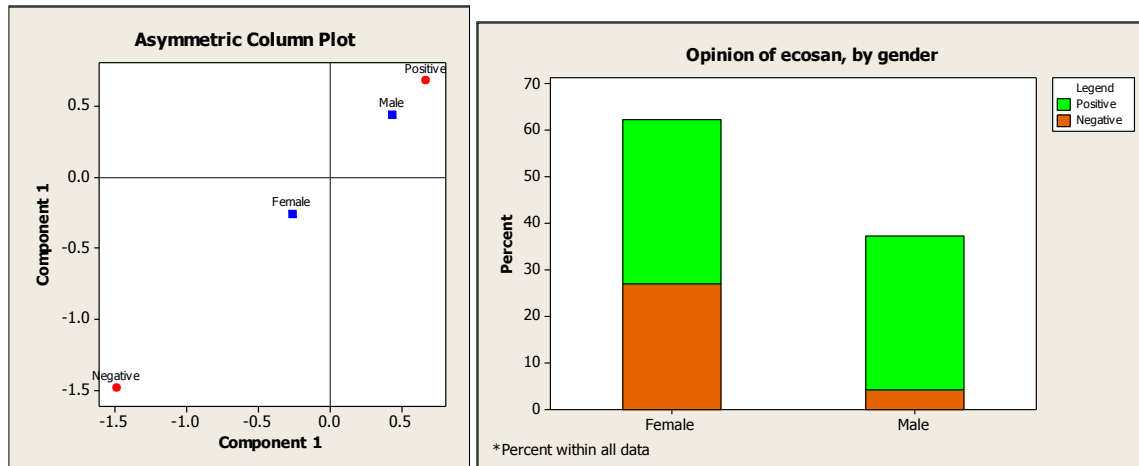 Asymmetric Column Plot
Positive
0.5
Male
0.0
Female
-0.5
-1.0
Negative
-1.5
Component 1
-1.5 -1.0 -0.5 0.0 0.5
Component 1
Opinion of ecosan, by gender
70
60
50
40
30
20
10
0
Percent
Female Male
*Percent within all data
Legend
Positive
Negative